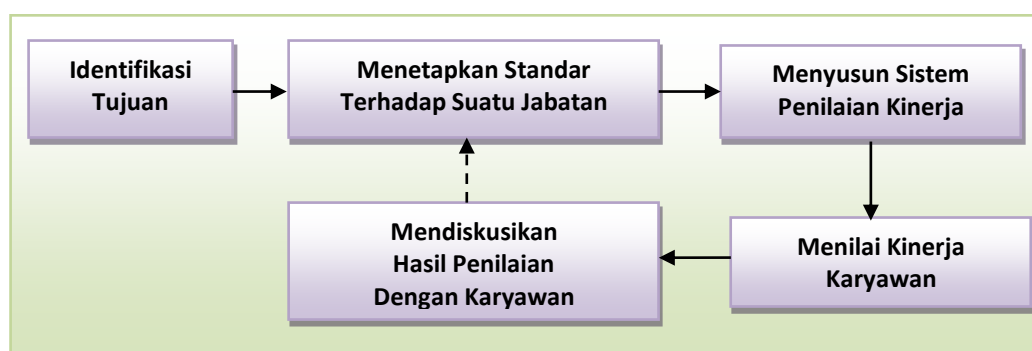 Identifikasi
Tujuan
Menetapkan Standar
Terhadap Suatu Jabatan
Menyusun Sistem
Penilaian Kinerja
Menilai Kinerja
Karyawan
Mendiskusikan
Hasil Penilaian
Dengan Karyawan